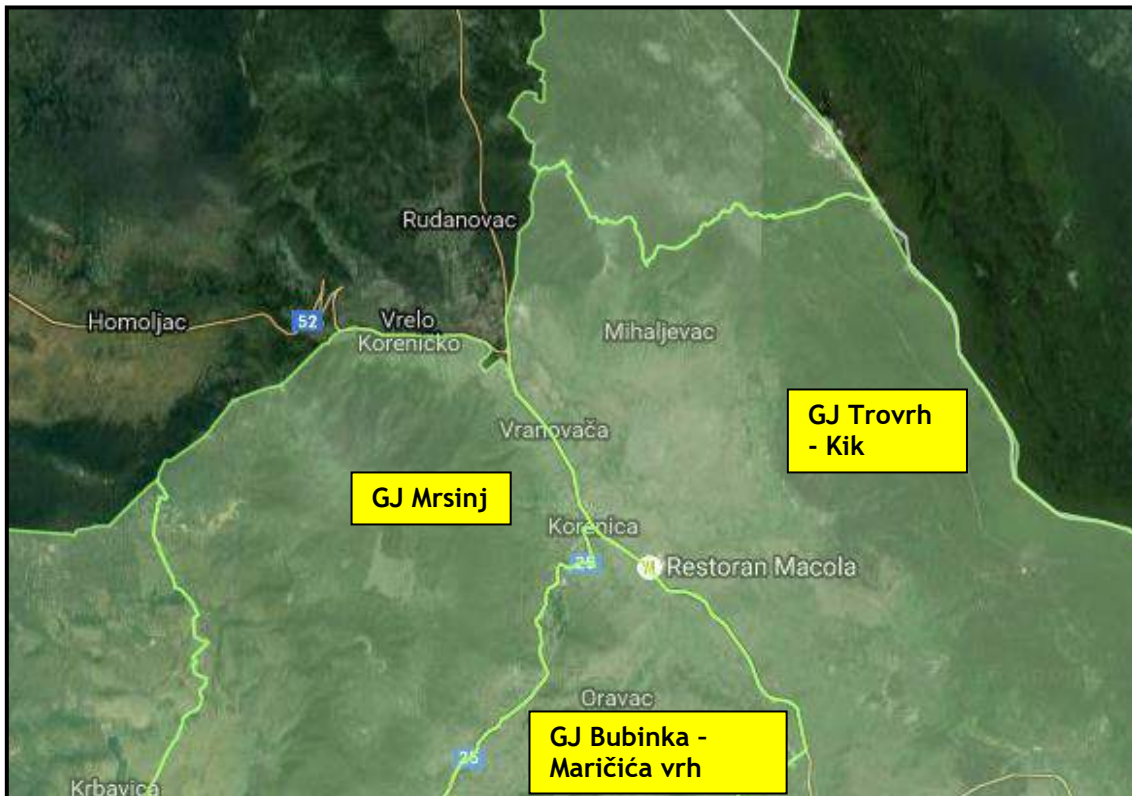 Rudanovac
52
Homoljac
Vrelo
Koreničko
Mihaljevac
GJ Trovrh
- Kik
Vranovača
GJ Mrsinj
Korenica
25
Restoran Macola
Oravac
GJ Bubinka -
Maričića vrh
25
Krbavica